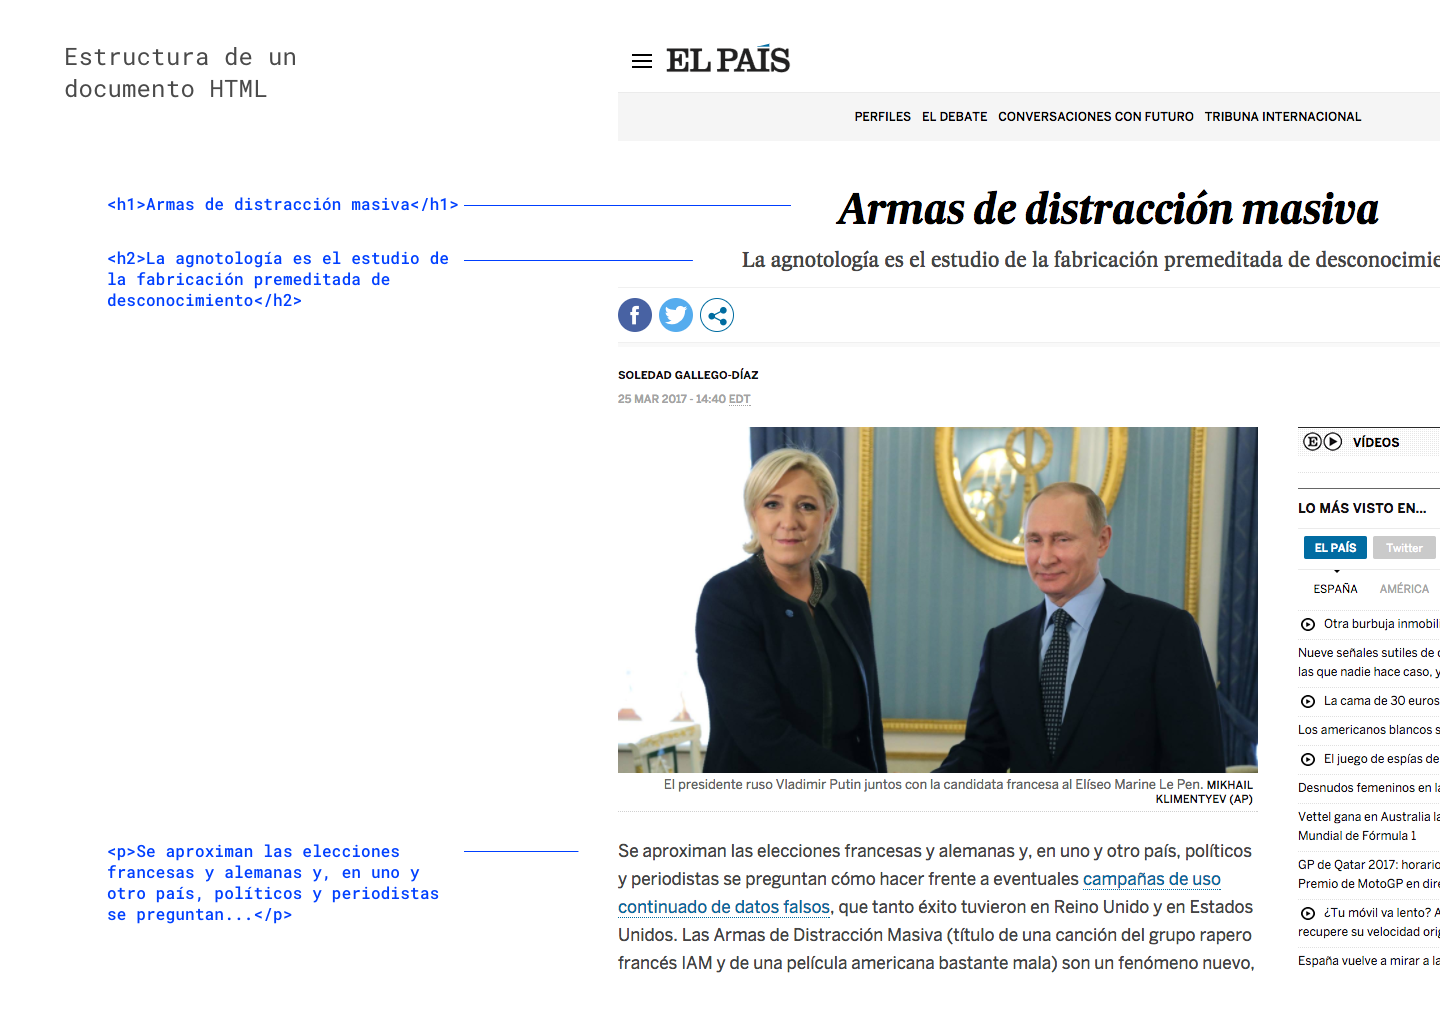 Estructura de un
documento HTML
<h1>Armas de distracción masiva</h1>
<h2>La agnotología es el estudio de
la fabricación premeditada de
desconocimiento</h2>
<p>Se aproximan las elecciones
francesas y alemanas y, en uno y
otro país, políticos y periodistas
se preguntan...</p>
EL PAÍS
PERFILES EL DEBATE CONVERSACIONES CON FUTURO TRIBUNA INTERNACIONAL
Armas de distracción masiva
La agnotología es el estudio de la fabricación premeditada de desconocimie
SOLEDAD GALLEGO-DÍAZ
25 MAR 2017 - 14:40 EDT
El presidente ruso Vladimir Putin juntos con la candidata francesa al Elíseo Marine Le Pen. MIKHAIL
KLIMENTYEV (AP)
Se aproximan las elecciones francesas y alemanas y, en uno y otro país, políticos
y periodistas se preguntan cómo hacer frente a eventuales campañas de uso
continuado de datos falsos, que tanto éxito tuvieron en Reino Unido y en Estados
Unidos. Las Armas de Distracción Masiva (título de una canción del grupo rapero
francés IAM y de una película americana bastante mala) son un fenómeno nuevo,
E VÍDEOS
LO MÁS VISTO EN...
EL PAÍS Twitter
ESPAÑA AMÉRICA
Otra burbuja inmobil
Nueve señales sutiles de
las que nadie hace caso, y
La cama de 30 euros
Los americanos blancos s
El juego de espías de
Desnudos femeninos en la
Vettel gana en Australia la
Mundial de Fórmula 1
GP de Qatar 2017: horario
Premio de MotoGP en dire
¿Tu móvil va lento? A
recupere su velocidad orig
España vuelve a mirar a la